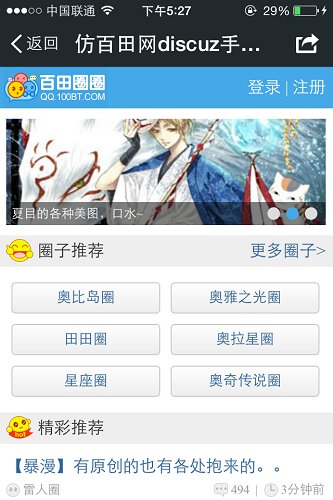 中国联通 下午5:27 29%
返回 仿百田网discuz手...
百田圈圈
QQ.100BT.COM
登录 | 注册
夏目的各种美图，口水~
圈子推荐 更多圈子>
奥比岛圈 奥雅之光圈
田田圈 奥拉星圈
星座圈 奥奇传说圈
HOT 精彩推荐
【暴漫】有原创的也有各处抱来的。。
雷人圈 494 | 3分钟前